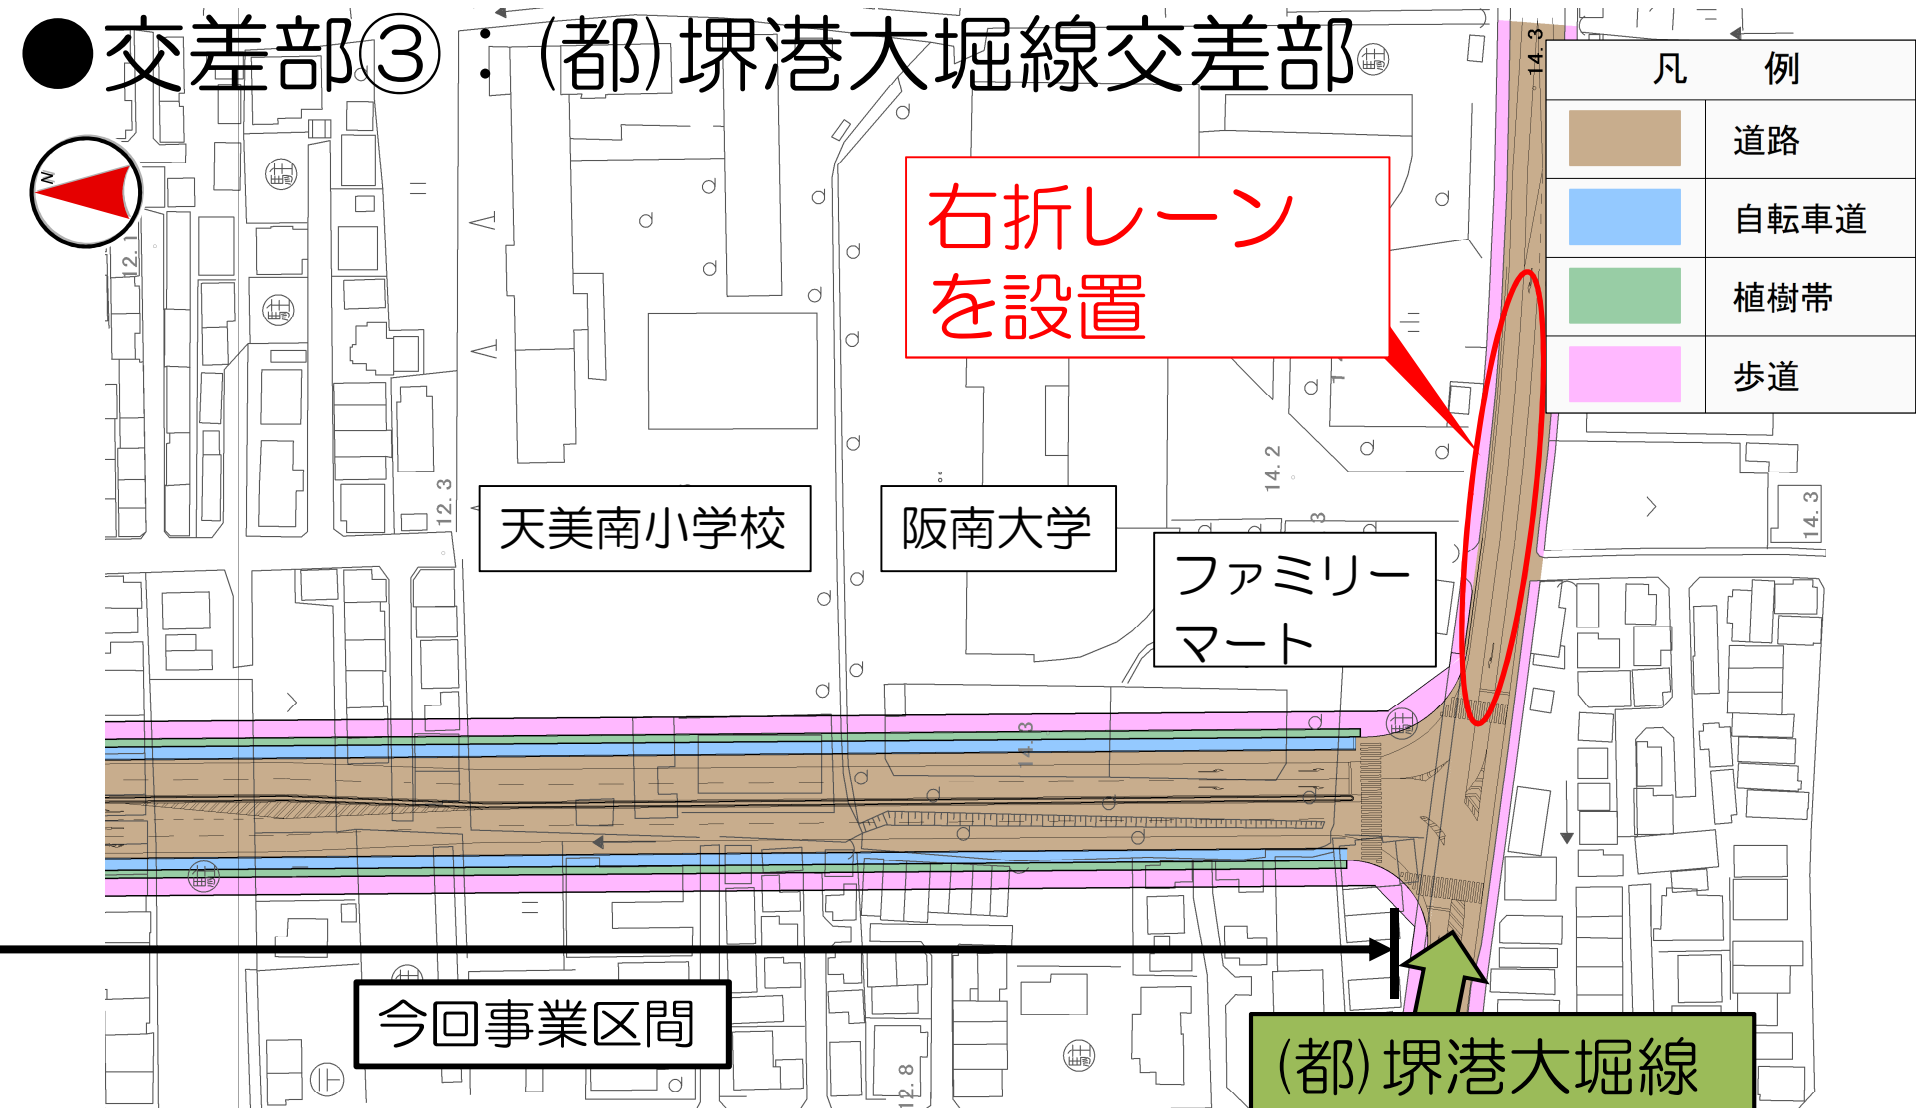 ●交差部③：(都)堺港大堀線交差部
凡 例
道路
自転車道
植樹帯
歩道
N
右折レーン
を設置
天美南小学校
阪南大学
ファミリー
マート
今回事業区間
(都)堺港大堀線
14.3
12.1
12.3
14.2
14.3
14.3
12.8